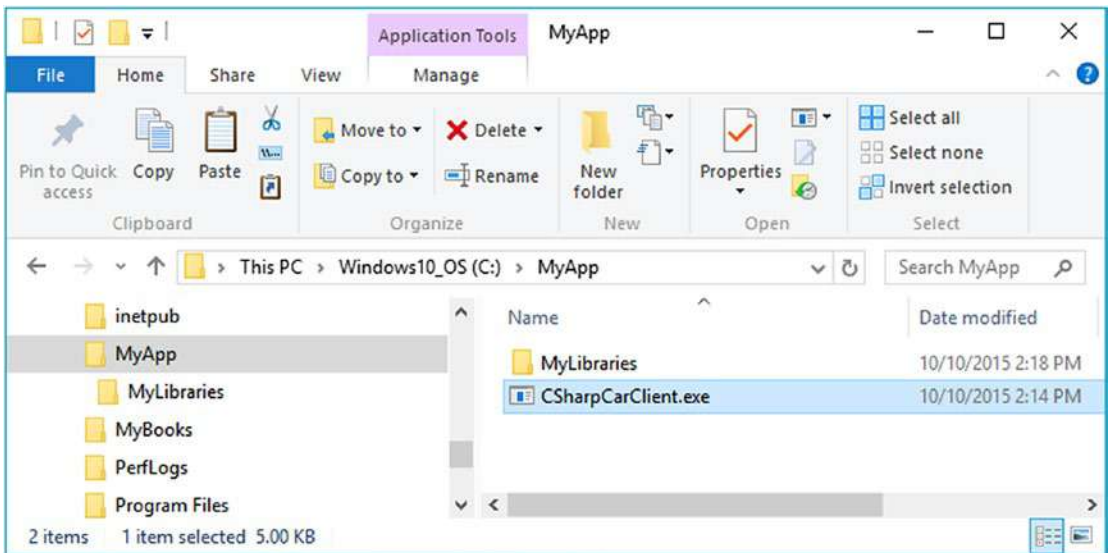 Application Tools MyApp
File Home Share View Manage
Pin to Quick access
Copy
Paste
Move to
Copy to
Delete
Rename
New folder
Properties
Select all
Select none
Invert selection
Clipboard Organize New Open Select
This PC > Windows10_OS (C:) > MyApp
Search MyApp
inetpub
MyApp
MyLibraries
MyBooks
PerfLogs
Program Files
Name Date modified
MyLibraries 10/10/2015 2:18 PM
CSharpCarClient.exe 10/10/2015 2:14 PM
2 items 1 item selected 5.00 KB